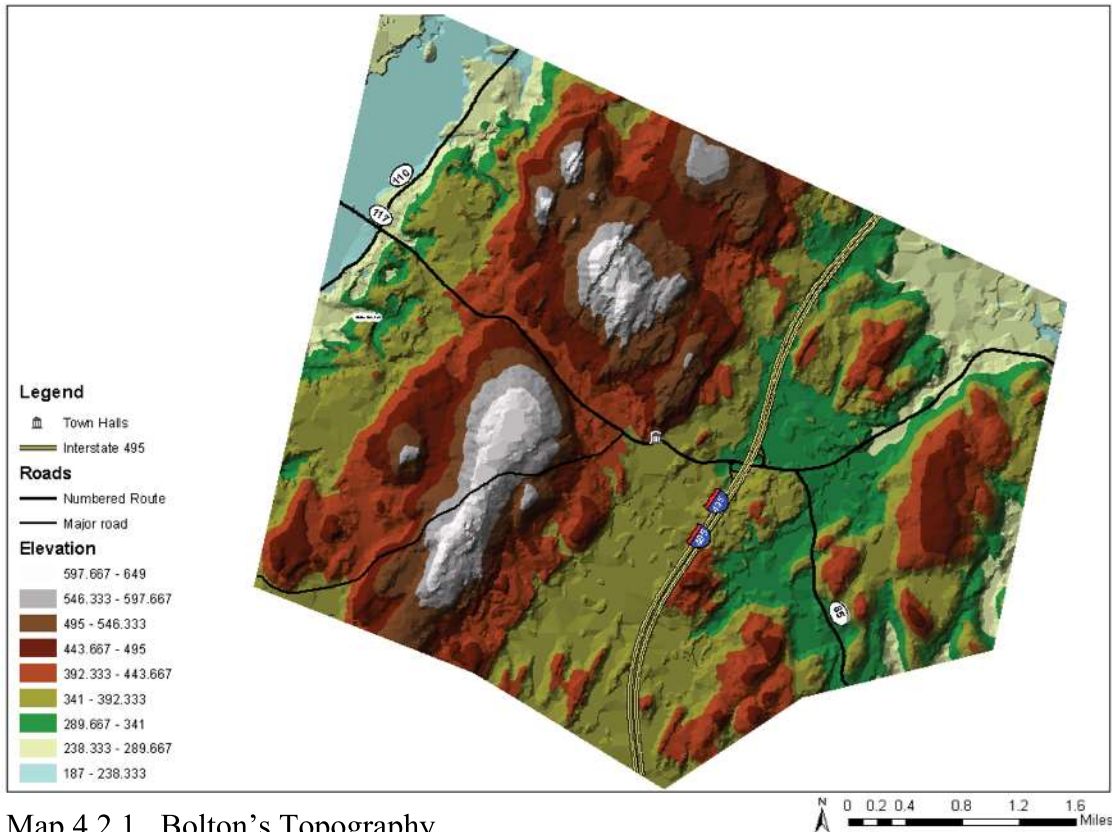 110
117
Legend
Town Halls
Interstate 495
Roads
Numbered Route
Major road
Elevation
597.667 - 649
546.333 - 597.667
495 - 546.333
443.667 - 495
392.333 - 443.667
341 - 392.333
289.667 - 341
238.333 - 289.667
187 - 238.333
495
495
85
N
0 0.2 0.4 0.8 1.2 1.6
Miles
Map 4.2.1 Bolton's Topography